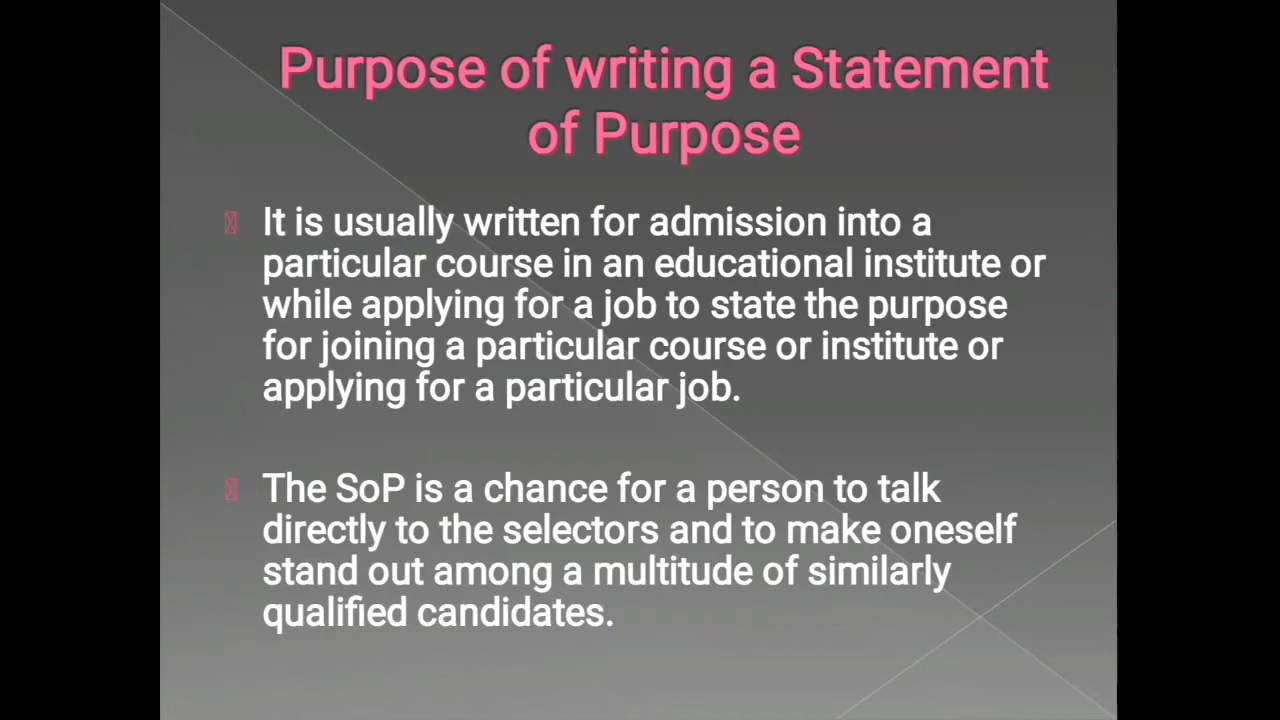 Purpose of writing a Statement
of Purpose
It is usually written for admission into a
particular course in an educational institute or
while applying for a job to state the purpose
for joining a particular course or institute or
applying for a particular job.
The SoP is a chance for a person to talk
directly to the selectors and to make oneself
stand out among a multitude of similarly
qualified candidates.